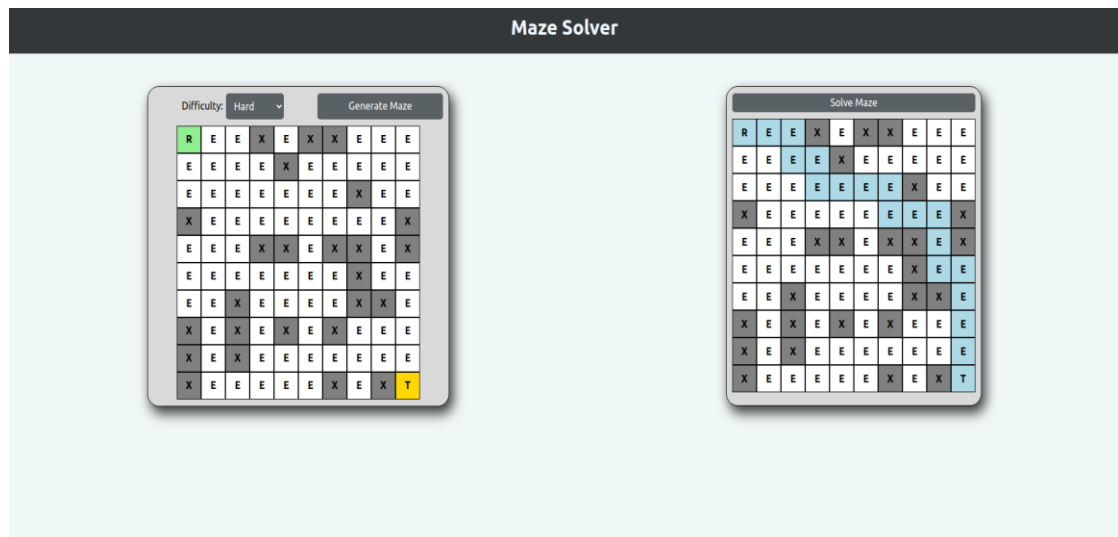 Maze Solver
Difficulty: Hard Generate Maze
R E E X E X X E E E
E E E E X E E E E E
E E E E E E E X E E
X E E E E E E E E X
E E E X X E X X E X
E E E E E E E X E E
E E X E E E E X X E
X E X E X E X E E E
X E X E E E E E E E
X E E E E E X E X T
Solve Maze
R E E X E X X E E E
E E E E X E E E E E
E E E E E E E X E E
X E E E E E E E E X
E E E X X E X X E X
E E E E E E E X E E
E E X E E E E X X E
X E X E X E X E E E
X E X E E E E E E E
X E E E E E X E X T